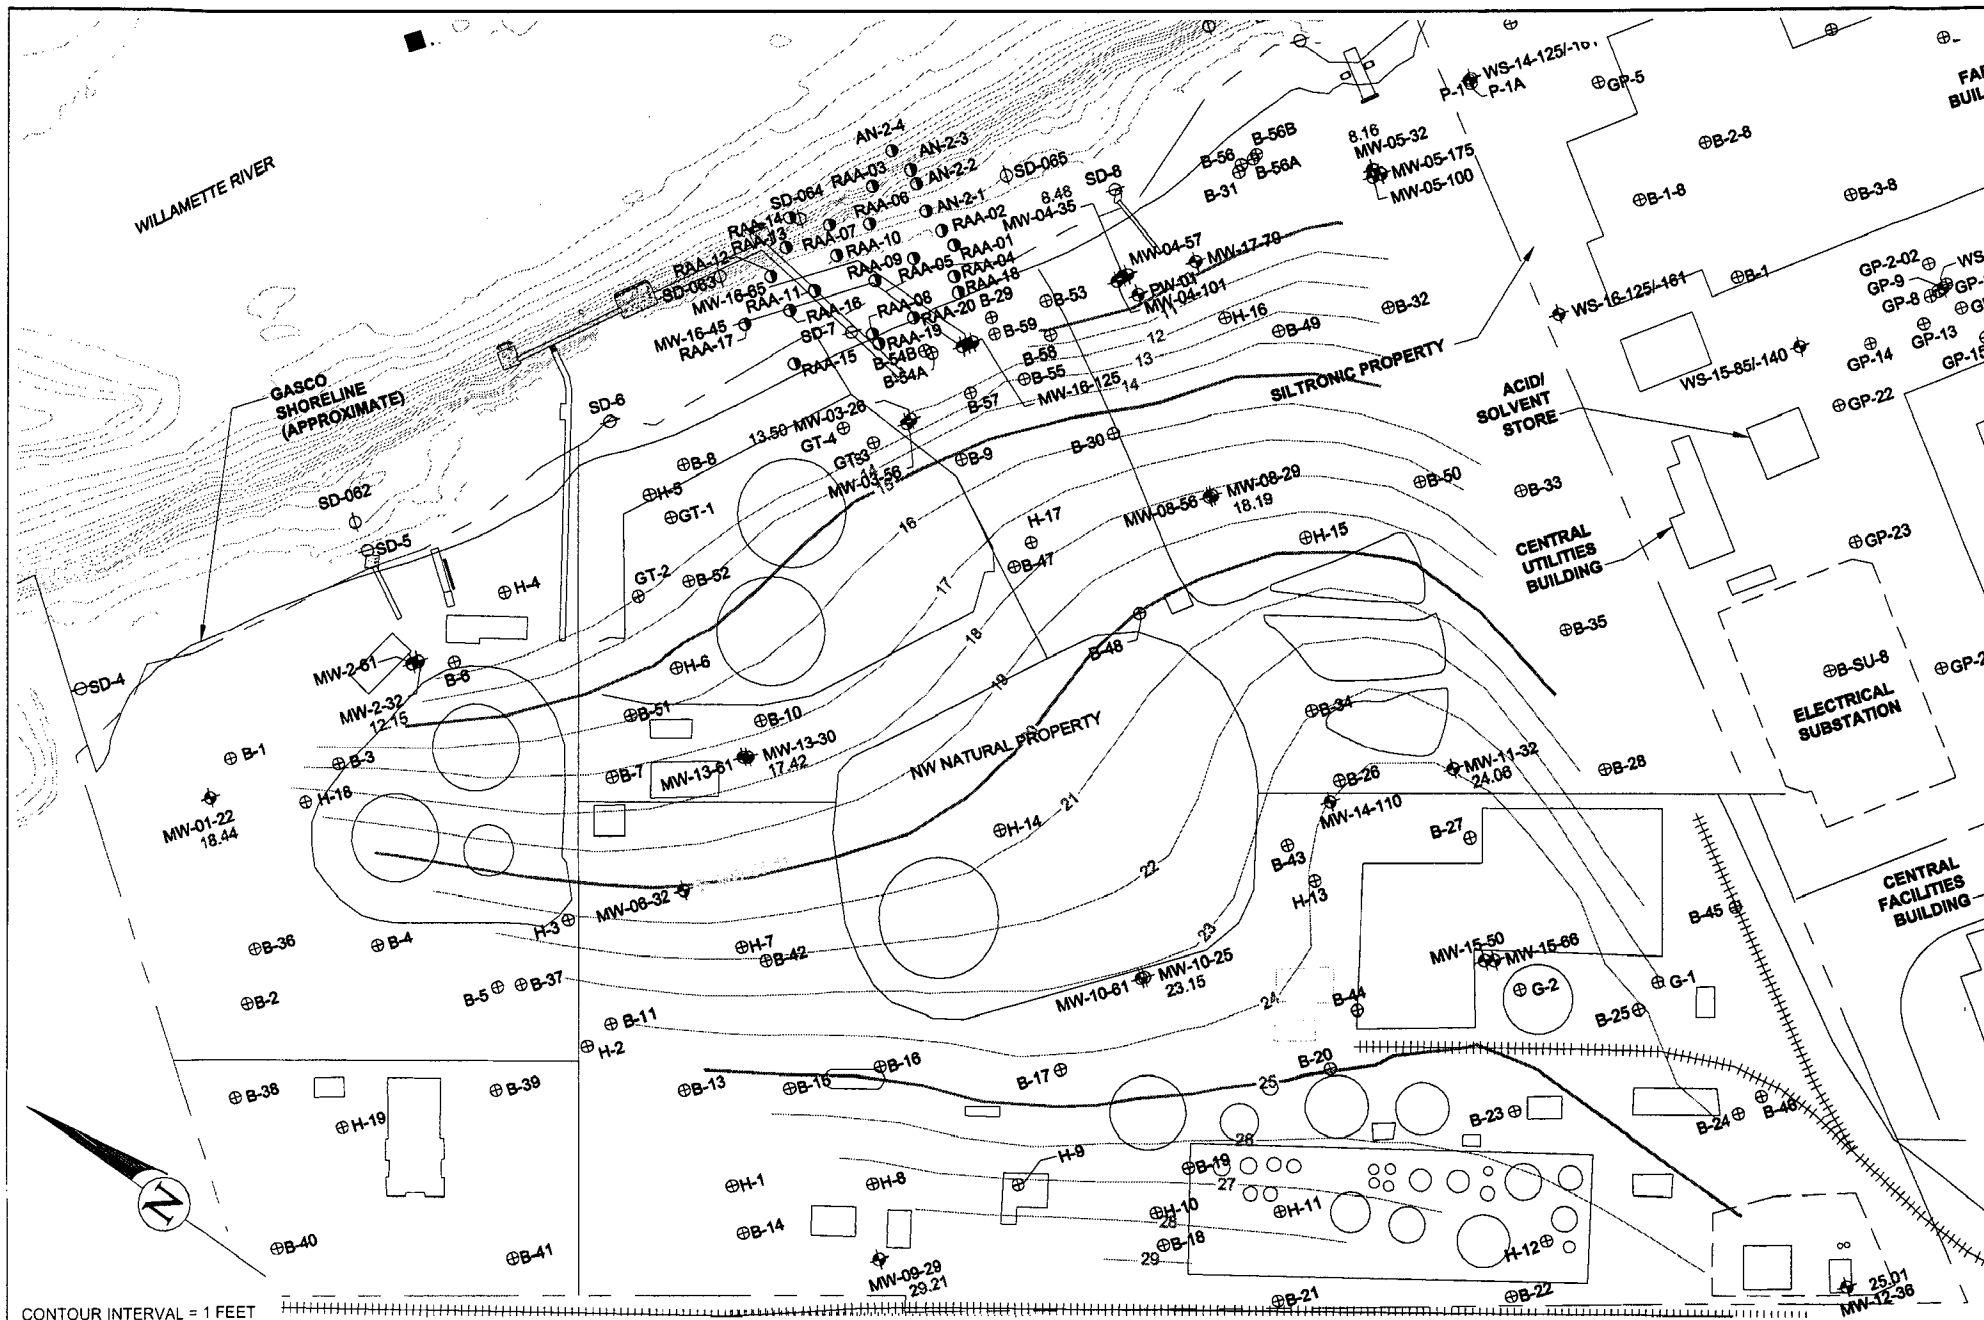 AN-2-4
AN-2-3
AN-2-2
RAA-03
RAA-06
AN-2-1
SD-064
SD-065
RAA-14
RAA-13
RAA-07
RAA-10
RAA-02
RAA-01
RAA-04
RAA-18
RAA-12
RAA-09
RAA-05
SD-063
MW-16-65
RAA-11
RAA-16
RAA-08
RAA-20
B-29
MW-16-45
RAA-17
SD-7
RAA-19
RAA-15
B-54B
B-54A
B-59
B-53
B-58
B-55
B-57
MW-16-125
WILLAMETTE RIVER
SD-8
8.48
MW-04-35
MW-04-57
MW-17-79
PW-01
MW-04-101
B-56B
B-56
B-56A
B-31
8.16
MW-05-32
MW-05-175
MW-05-100
P-1
P-1A
GP-5
B-2-8
B-1-8
B-3-8
WS-16-125/-161
B-1
GP-2-02
GP-9
GP-8
GP-13
GP-14
WS-15-85/-140
GP-22
H-16
B-49
B-32
12
13
14
SILTRONIC PROPERTY
ACID/
SOLVENT
STORE
GASCO
SHORELINE
(APPROXIMATE)
SD-6
SD-062
SD-5
SD-4
13.50 MW-03-26
GT-4
GT-3
14
15
MW-03-56
B-9
B-30
B-8
H-5
GT-1
GT-2
B-52
H-4
16
17
18
19
H-17
B-47
MW-08-56
MW-08-29
18.19
H-15
B-50
B-33
CENTRAL
UTILITIES
BUILDING
GP-23
B-35
B-SU-8
ELECTRICAL
SUBSTATION
MW-2-61
B-6
MW-2-32
12.15
H-6
B-51
B-10
B-48
B-34
NW NATURAL PROPERTY
B-1
B-3
H-18
MW-01-22
18.44
B-7
MW-13-61
MW-13-30
17.42
H-14
21
22
23
24
B-26
MW-11-32
24.06
MW-14-110
B-28
B-27
B-43
H-13
MW-06-32
H-3
H-7
B-42
B-36
B-4
B-2
B-5
B-37
MW-10-61
MW-10-25
23.15
MW-15-50
MW-15-66
G-2
G-1
B-25
B-44
B-45
CENTRAL
FACILITIES
BUILDING
B-11
H-2
B-38
H-19
B-39
B-13
B-15
B-16
B-17
B-20
25
B-23
B-24
B-46
26
27
28
29
B-19
H-9
H-1
H-8
H-10
H-11
B-14
B-18
H-12
B-40
B-41
MW-09-29
29.21
B-21
B-22
25.01
MW-12-36
N
CONTOUR INTERVAL = 1 FEET